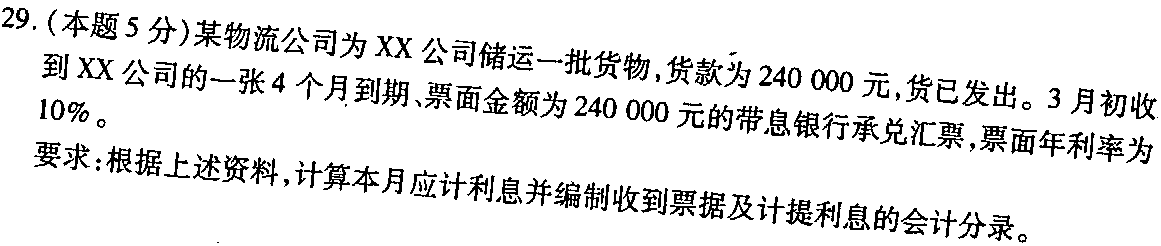 29.(本题5分)某物流公司为XX公司储运一批货物,货款为240 000元,货已发出。3月初收
到XX公司的一张4个月到期、票面金额为240 000元的带息银行承兑汇票,票面年利率为
10%。
要求:根据上述资料,计算本月应计利息并编制收到票据及计提利息的会计分录。